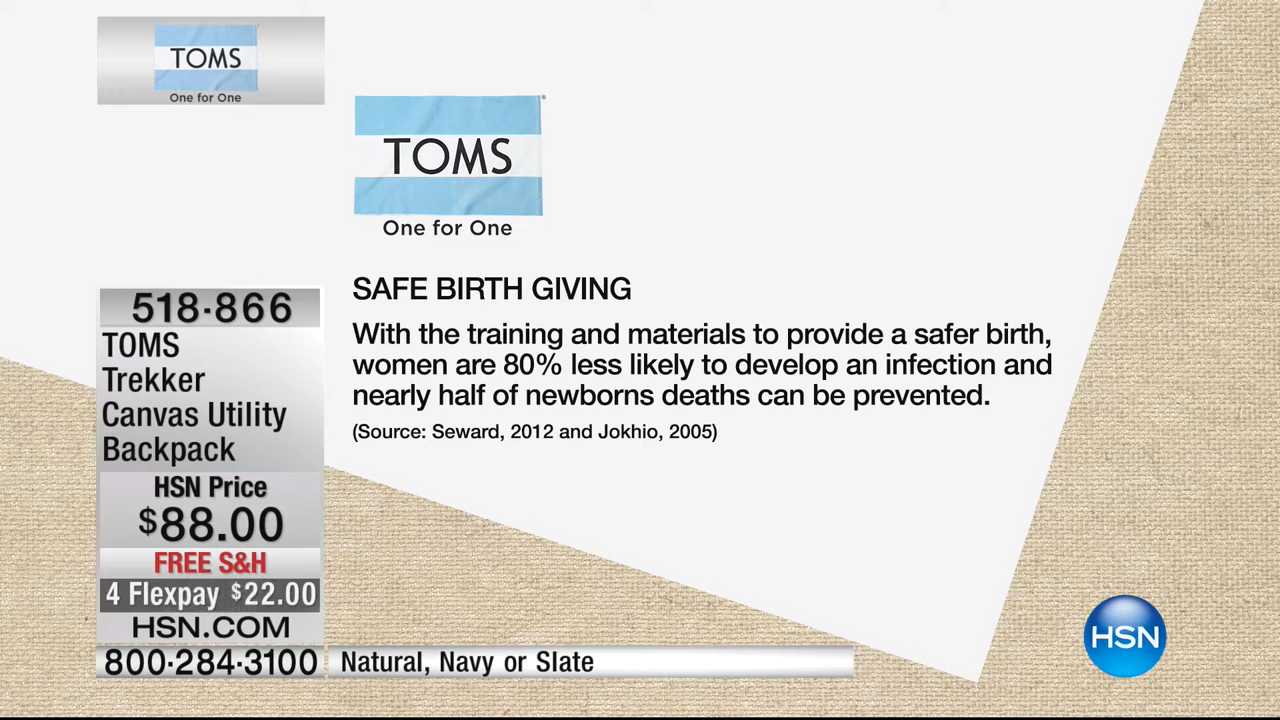 TOMS
One for One
TOMS
One for One
SAFE BIRTH GIVING
With the training and materials to provide a safer birth,
women are 80% less likely to develop an infection and
nearly half of newborns deaths can be prevented.
(Source: Seward, 2012 and Jokhio, 2005)
518·866
TOMS
Trekker
Canvas Utility
Backpack
HSN Price
$88.00
FREE S&H
4 Flexpay $22.00
HSN.COM
800·284·3100
Natural, Navy or Slate
HSN